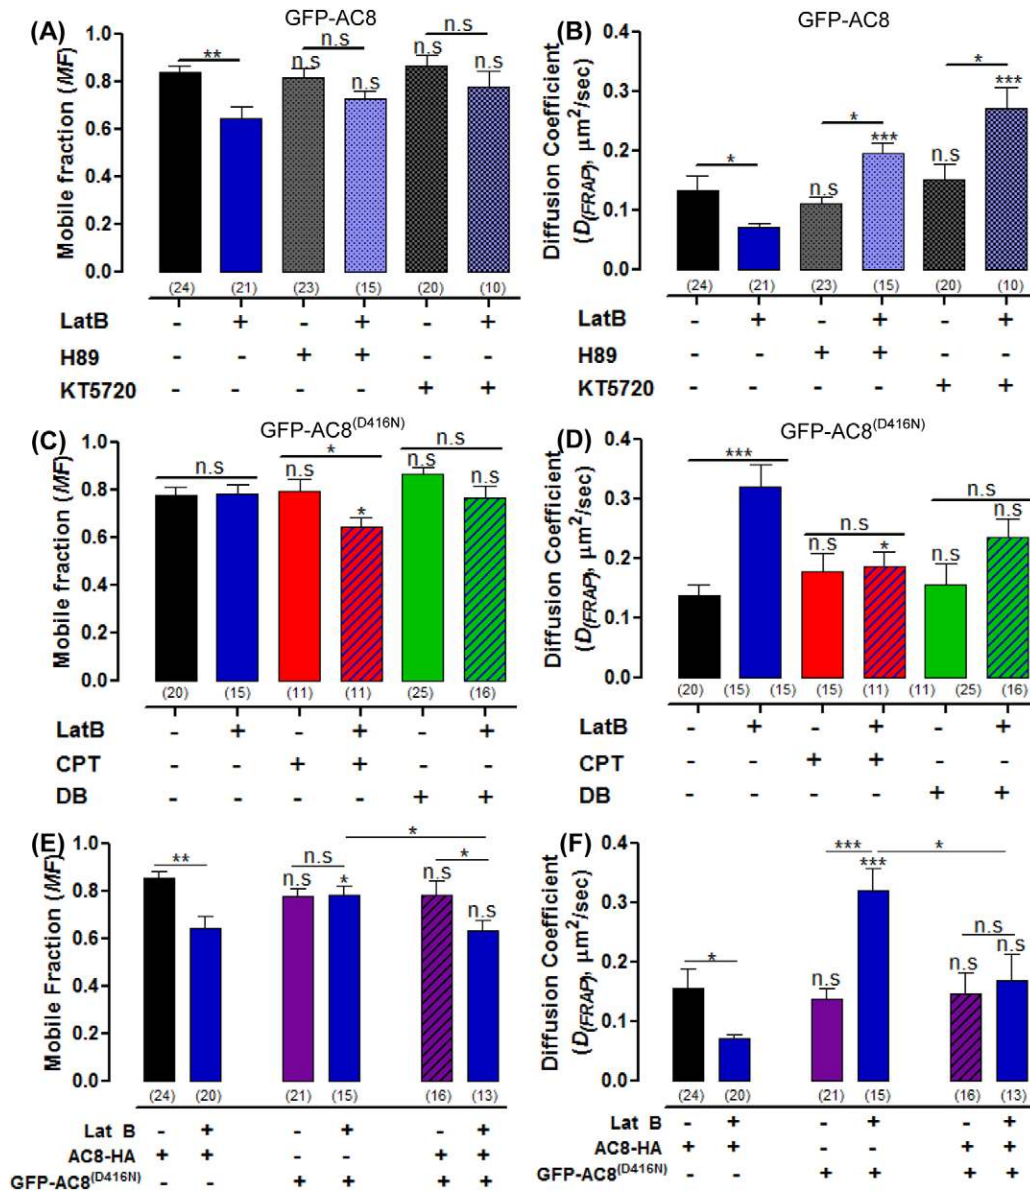 (A)
GFP-AC8
Mobile fraction (MF)
1.0
0.8
0.6
0.4
0.2
0.0
**
n.s
n.s
n.s
n.s
n.s
n.s
(24) (21) (23) (15) (20) (10)
LatB - + - + - +
H89 - - + + - -
KT5720 - - - - + +
(B)
GFP-AC8
Diffusion Coefficient
(D(FRAP), μm²/sec)
0.4
0.3
0.2
0.1
0.0
*
n.s
*
***
n.s
*
***
(24) (21) (23) (15) (20) (10)
LatB - + - + - +
H89 - - + + - -
KT5720 - - - - + +
(C)
GFP-AC8(D416N)
Mobile fraction (MF)
1.0
0.8
0.6
0.4
0.2
0.0
n.s
n.s
*
*
n.s
n.s
n.s
(20) (15) (11) (11) (25) (16)
LatB - + - + - +
CPT - - + + - -
DB - - - - + +
(D)
GFP-AC8(D416N)
Diffusion Coefficient
(D(FRAP), μm²/sec)
0.4
0.3
0.2
0.1
0.0
***
n.s
n.s
*
n.s
n.s
n.s
(20) (15) (15) (15) (11) (11) (25) (16)
LatB - + - + - +
CPT - - + + - -
DB - - - - + +
(E)
Mobile Fraction (MF)
1.0
0.8
0.6
0.4
0.2
0.0
**
n.s
n.s
*
*
n.s
*
n.s
(24) (20) (21) (15) (16) (13)
Lat B - + - + - +
AC8-HA + + - - + +
GFP-AC8(D416N) - - + + + +
(F)
Diffusion Coefficient
(D(FRAP), μm²/sec)
0.4
0.3
0.2
0.1
0.0
*
n.s
***
***
*
n.s
n.s
n.s
(24) (20) (21) (15) (16) (13)
Lat B - + - + - +
AC8-HA + + - - + +
GFP-AC8(D416N) - - + + + +